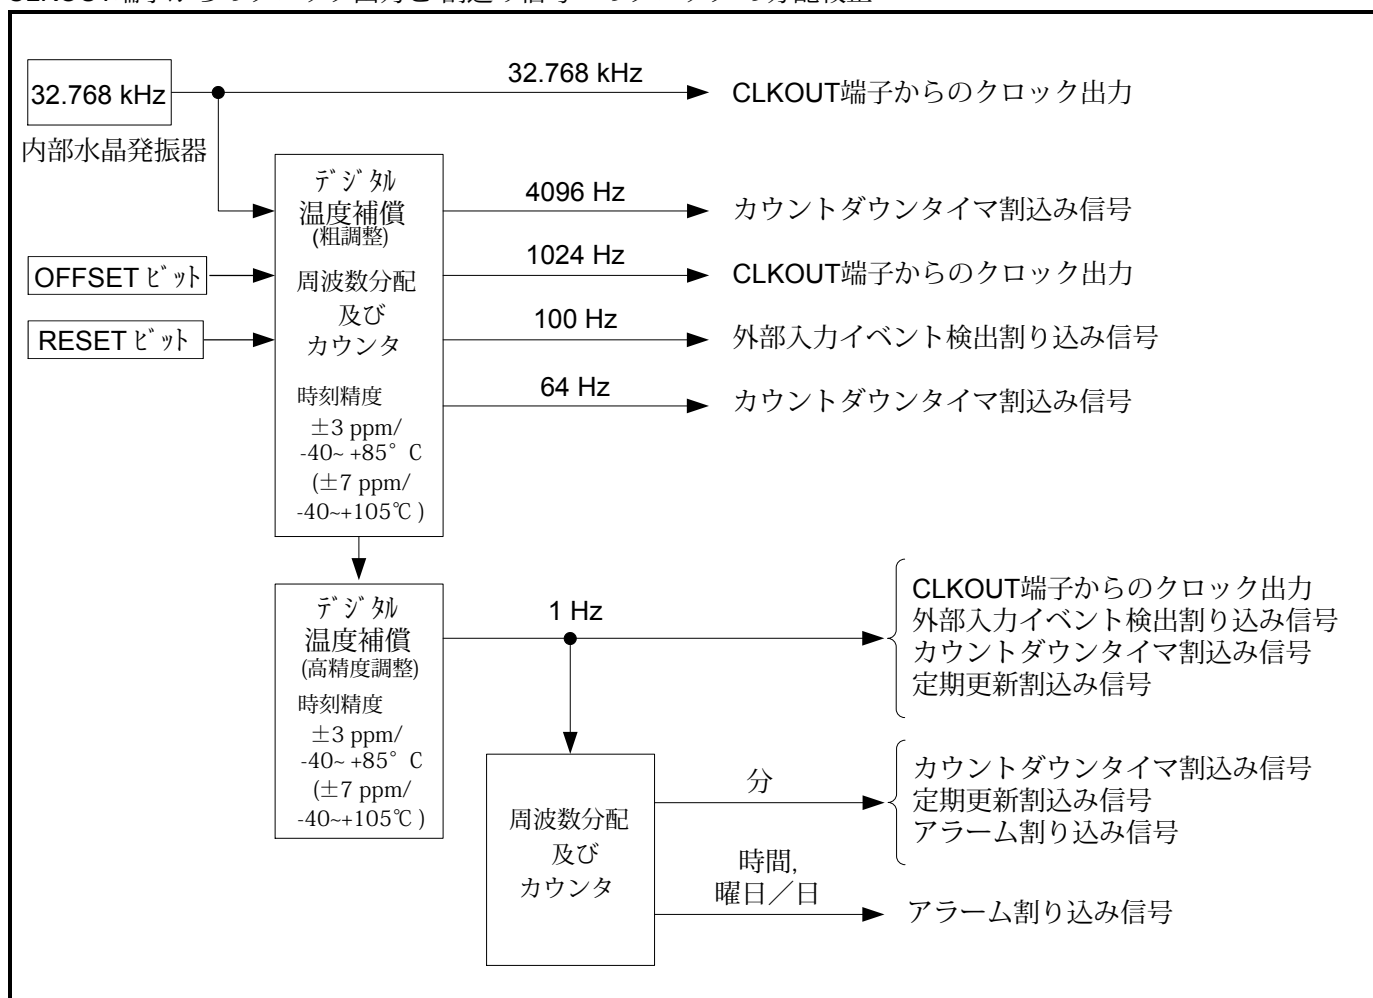 32.768 kHz
32.768 kHz
CLKOUT端子からのクロック出力
内部水晶発振器
デジタル
温度補償
(粗調整)
周波数分配
及び
カウンタ
時刻精度
±3 ppm/
-40~ +85°C
(±7 ppm/
-40~+105℃)
OFFSETビット
RESETビット
4096 Hz
カウントダウンタイマ割込み信号
1024 Hz
CLKOUT端子からのクロック出力
100 Hz
外部入力イベント検出割り込み信号
64 Hz
カウントダウンタイマ割込み信号
デジタル
温度補償
(高精度調整)
時刻精度
±3 ppm/
-40~ +85°C
(±7 ppm/
-40~+105℃)
1 Hz
CLKOUT端子からのクロック出力
外部入力イベント検出割り込み信号
カウントダウンタイマ割込み信号
定期更新割込み信号
周波数分配
及び
カウンタ
分
カウントダウンタイマ割込み信号
定期更新割込み信号
アラーム割り込み信号
時間,
曜日／日
アラーム割り込み信号